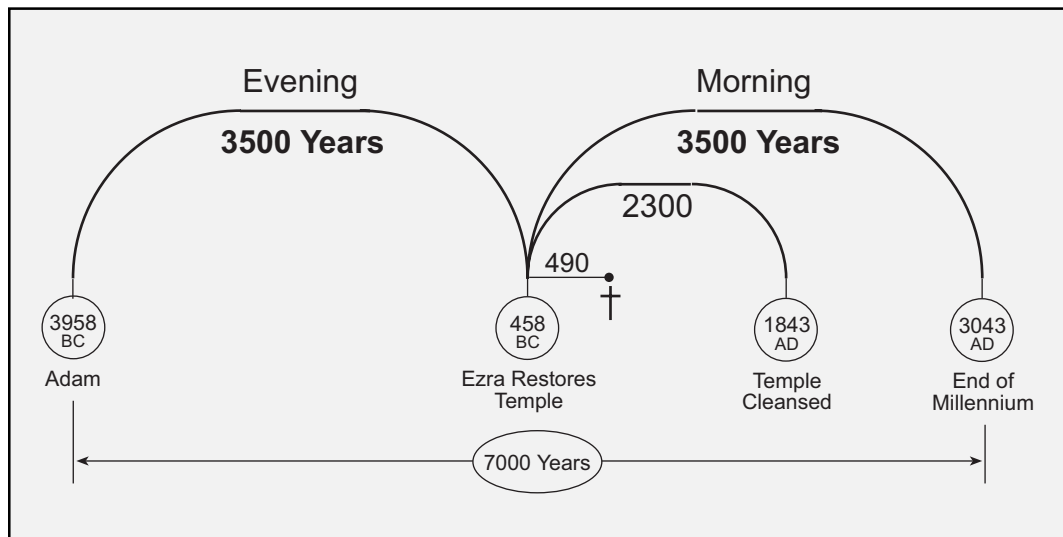 Evening
Morning
3500 Years
3500 Years
2300
490
3958
BC
458
BC
1843
AD
3043
AD
Adam
Ezra Restores
Temple
Temple
Cleansed
End of
Millennium
7000 Years